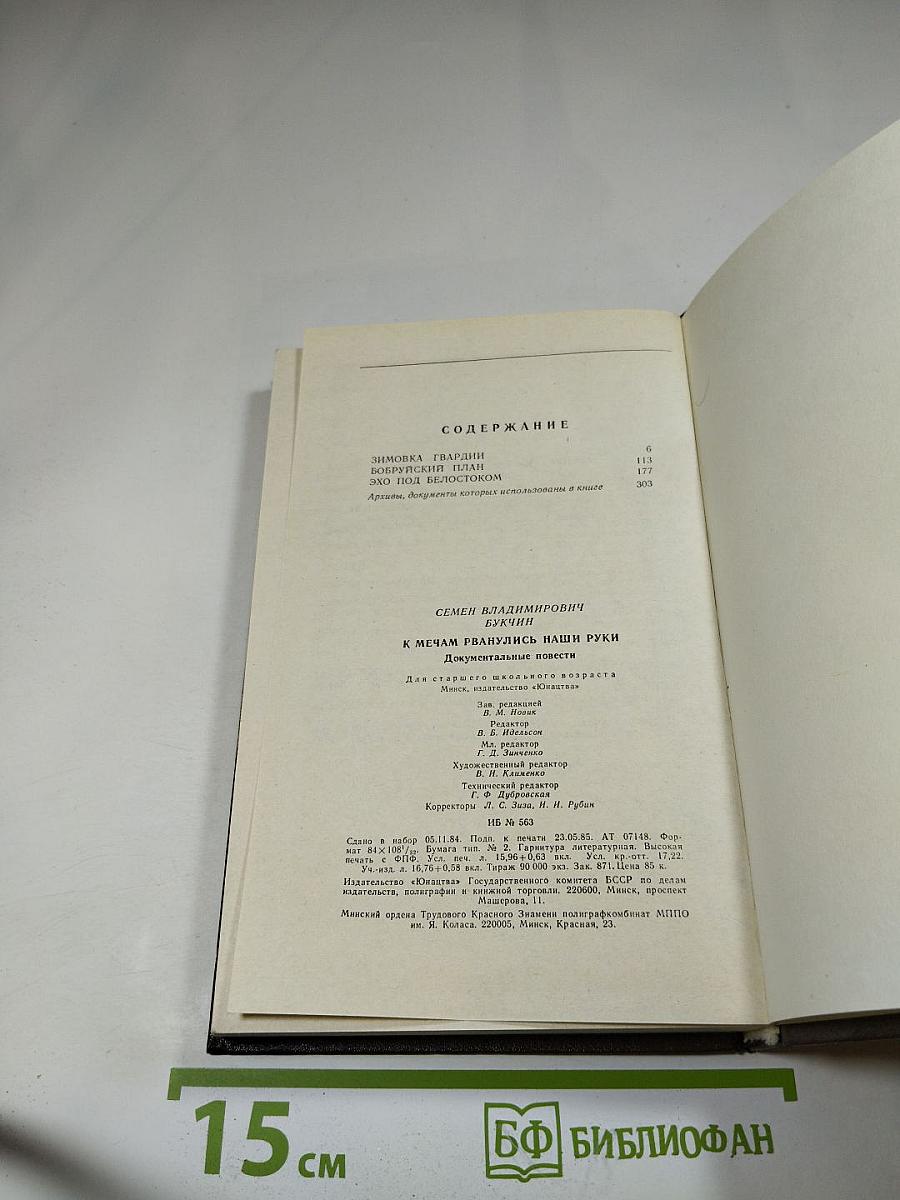 СОДЕРЖАНИЕ
ЗИМОВКА ГВАРДИИ 6
БОБРУЙСКИЙ ПЛАН 113
ЭХО ПОД БЕЛОСТОКОМ 177
Архивы, документы которых использованы в книге 303
СЕМЕН ВЛАДИМИРОВИЧ
БУКЧИН
К МЕЧАМ РВАНУЛИСЬ НАШИ РУКИ
Документальные повести
Для старшего школьного возраста
Минск, издательство «Юнацтва»
Зав. редакцией
В. М. Новик
Редактор
В. Б. Идельсон
Мл. редактор
Г. Д. Зинченко
Художественный редактор
В. Н. Клименко
Технический редактор
Г. Ф Дубровская
Корректоры Л. С. Зиза, И. И. Рубин
ИБ № 563
Сдано в набор 05.11.84. Подп. к печати 23.05.85. АТ 07148. Фор-
мат 84×108¹/₃₂. Бумага тип. № 2. Гарнитура литературная. Высокая
печать с ФПФ. Усл. печ. л. 15,96+0,63 вкл. Усл. кр.-отт. 17,22.
Уч.-изд. л. 16,76+0,58 вкл. Тираж 90 000 экз. Зак. 871. Цена 85 к.
Издательство «Юнацтва» Государственного комитета БССР по делам
издательств, полиграфии и книжной торговли. 220600, Минск, проспект
Машерова, 11.
Минский ордена Трудового Красного Знамени полиграфкомбинат МППО
им. Я. Коласа. 220005, Минск, Красная, 23.
15 см
БФ БИБЛИОФАН